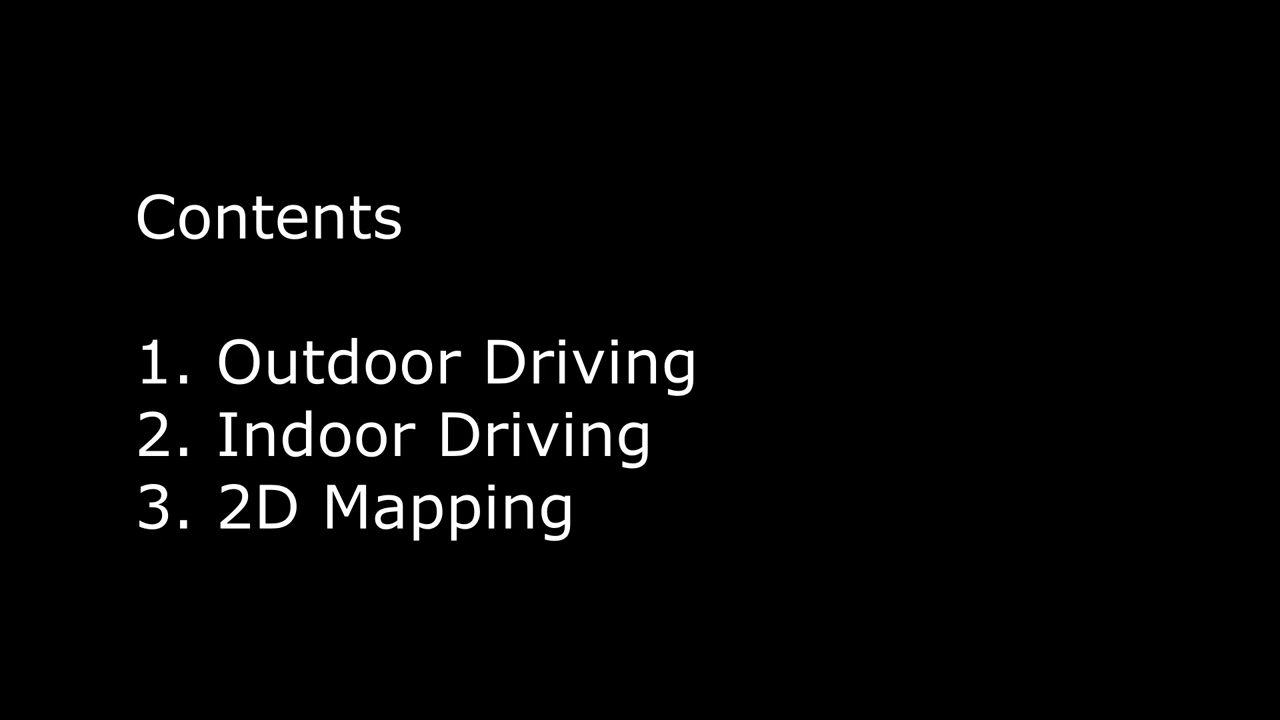 Contents
1. Outdoor Driving
2. Indoor Driving
3. 2D Mapping